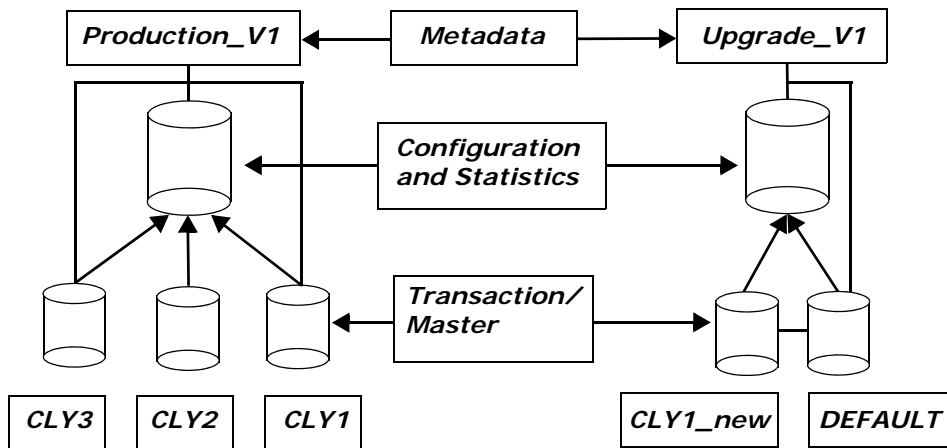 Production_V1
Metadata
Upgrade_V1
Configuration
and Statistics
Transaction/
Master
CLY3
CLY2
CLY1
CLY1_new
DEFAULT